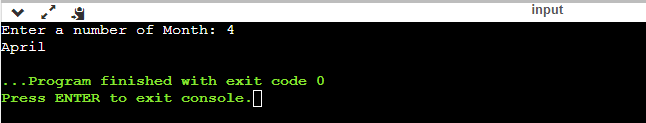 input
Enter a number of Month: 4
April
...Program finished with exit code 0
Press ENTER to exit console.